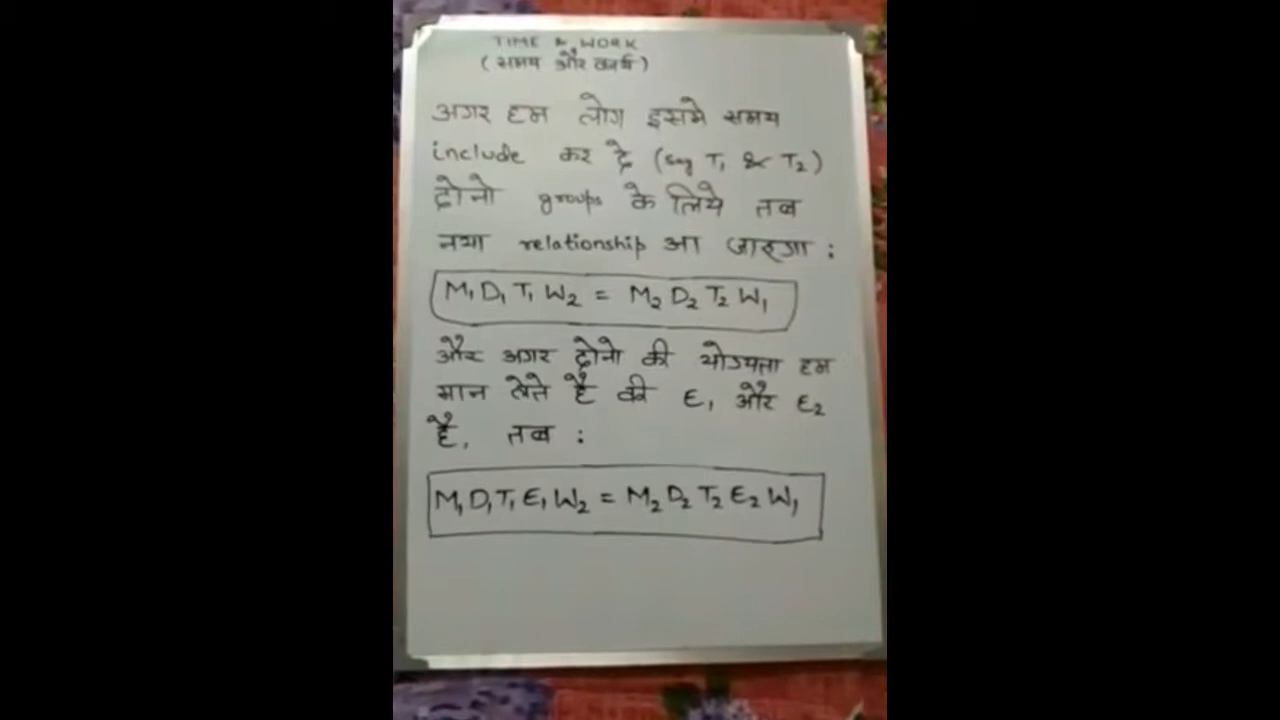 TIME & WORK
(समय और कार्य)
अगर हम लोग इसमे समय
include कर दे (say T₁ & T₂)
दोनो groups के लिये तब
नया relationship आ जाएगा :
M₁ D₁ T₁ W₂ = M₂ D₂ T₂ W₁
और अगर दोनो की योग्यता हम
मान लेते है की E₁ और E₂
है, तब :
M₁ D₁ T₁ E₁ W₂ = M₂ D₂ T₂ E₂ W₁